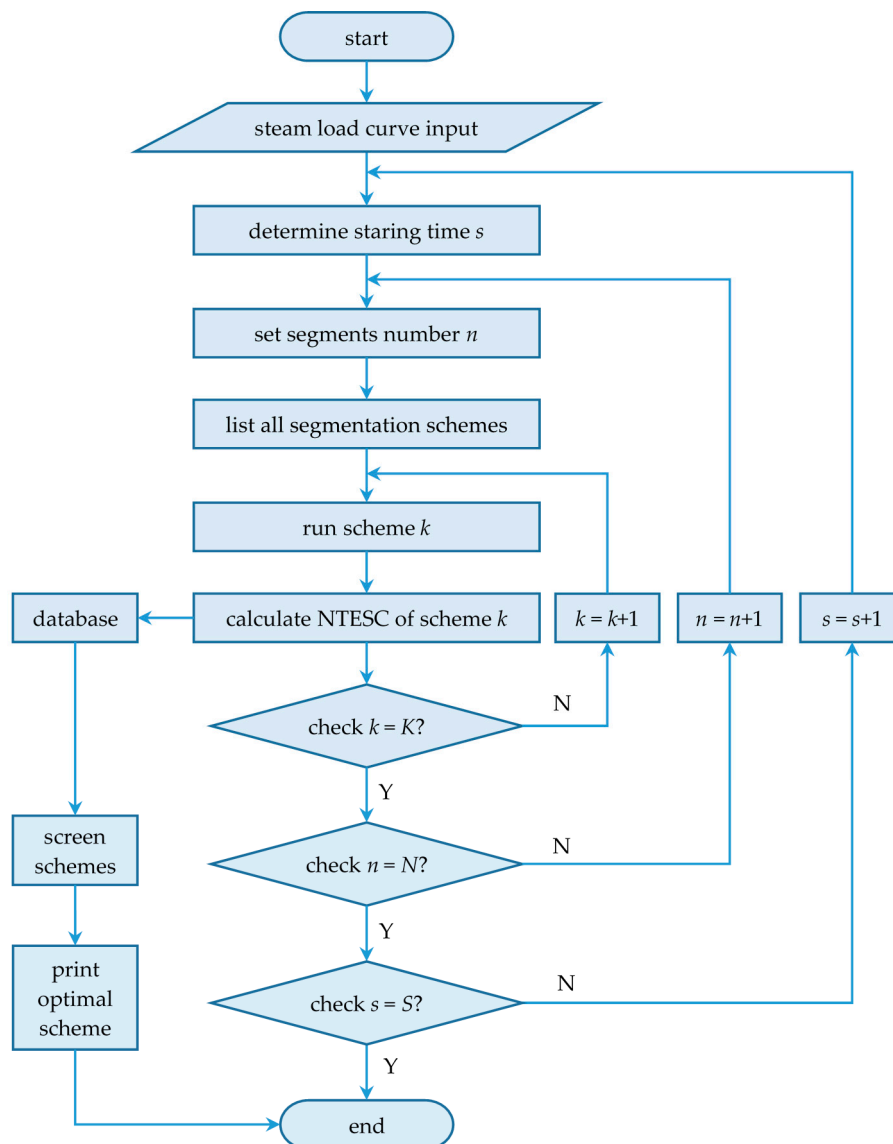 start
steam load curve input
determine staring time s
set segments number n
list all segmentation schemes
run scheme k
database
calculate NTESC of scheme k
k = k+1
n = n+1
s = s+1
check k = K?
N
Y
screen
schemes
check n = N?
N
Y
print
optimal
scheme
check s = S?
N
Y
end